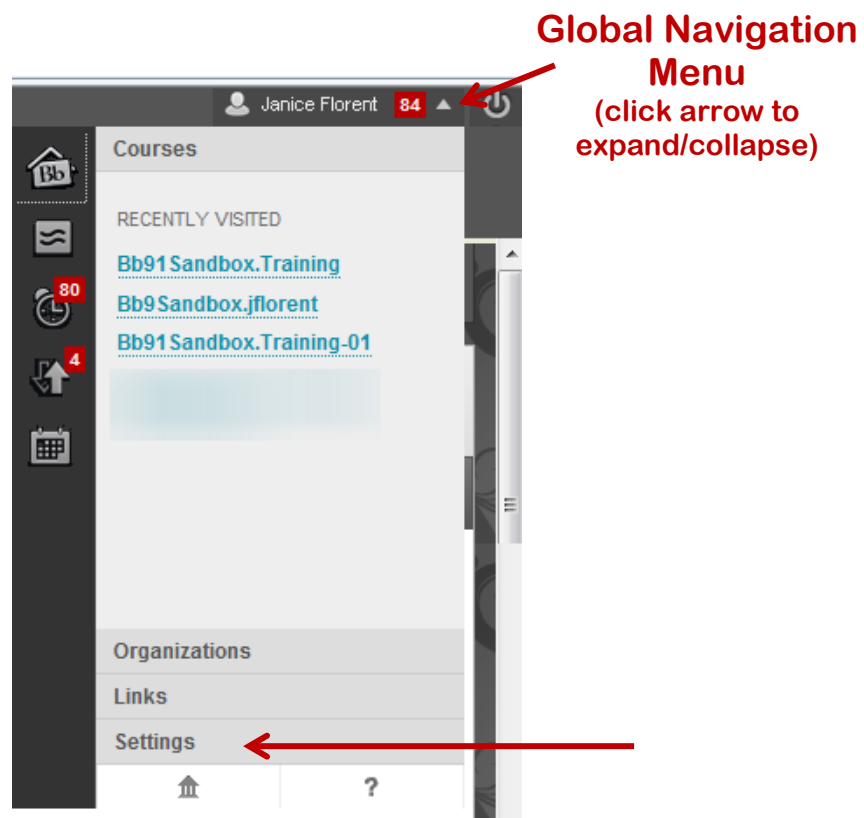 Global Navigation
Menu
(click arrow to
expand/collapse)
Janice Florent 84
Courses
Bb
RECENTLY VISITED
Bb91Sandbox.Training
80
Bb9Sandbox.jflorent
Bb91Sandbox.Training-01
4
Organizations
Links
Settings
?